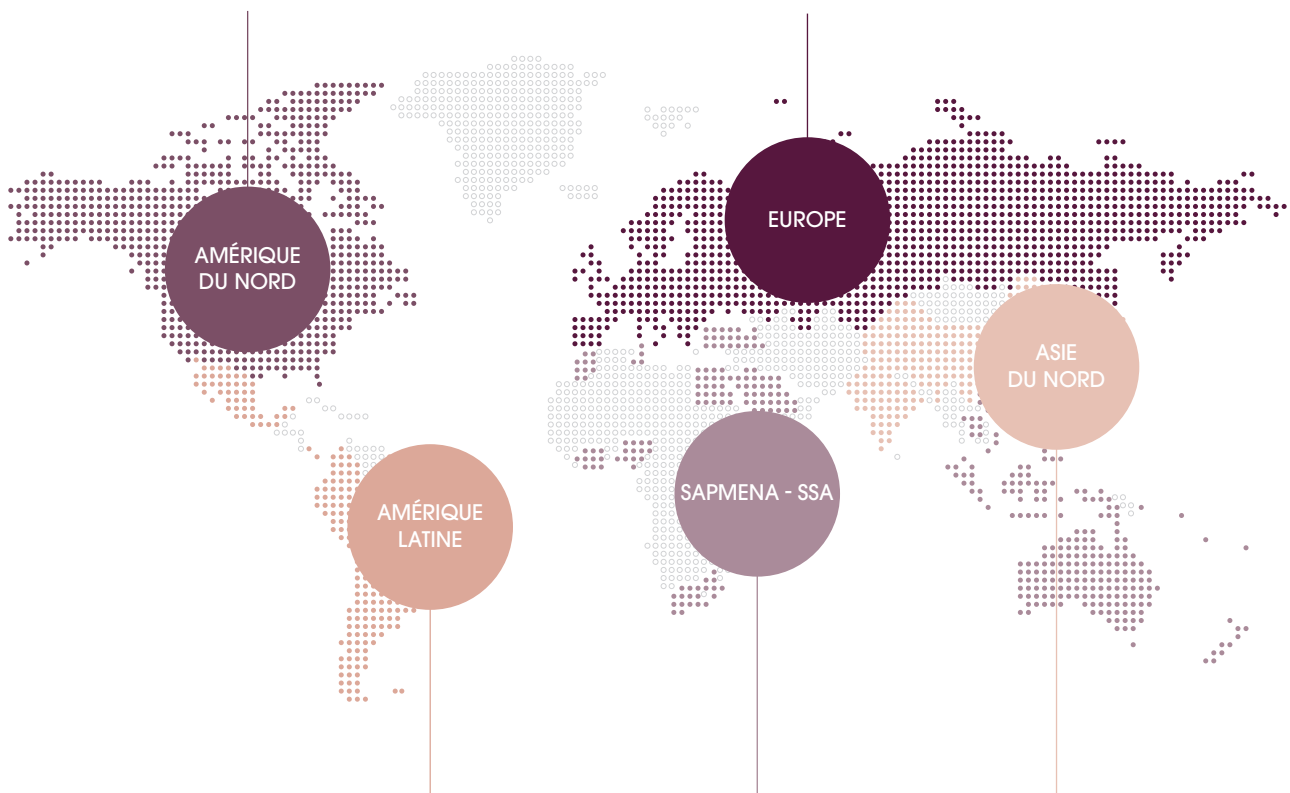 EUROPE
AMÉRIQUE
DU NORD
ASIE
DU NORD
SAPMENA - SSA
AMÉRIQUE
LATINE